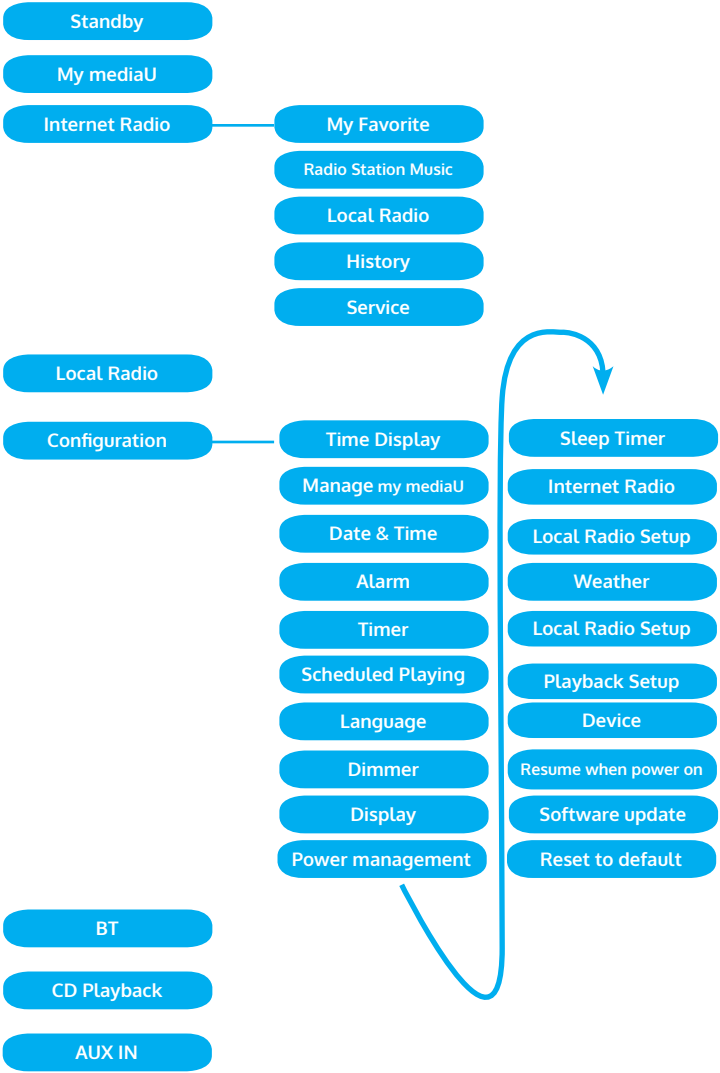 Standby
My mediaU
Internet Radio
My Favorite
Radio Station Music
Local Radio
History
Service
Local Radio
Configuration
Time Display
Manage my mediaU
Date & Time
Alarm
Timer
Scheduled Playing
Language
Dimmer
Display
Power management
Sleep Timer
Internet Radio
Local Radio Setup
Weather
Local Radio Setup
Playback Setup
Device
Resume when power on
Software update
Reset to default
BT
CD Playback
AUX IN